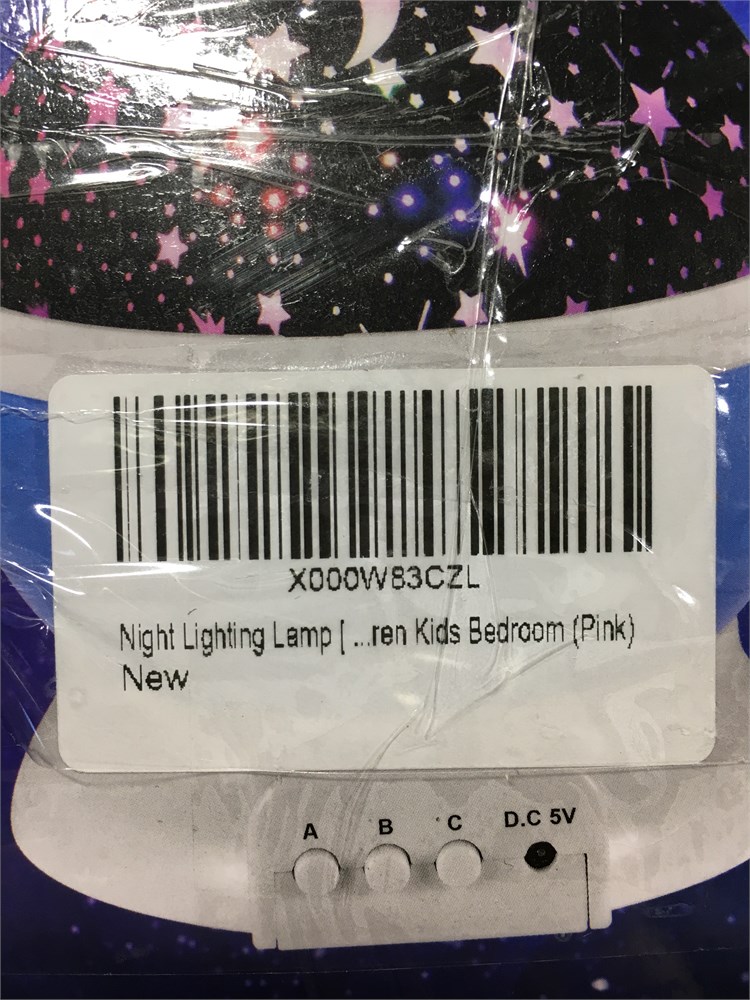 X000W83CZL
Night Lighting Lamp [ ...ren Kids Bedroom (Pink)
New
A B C D.C 5V